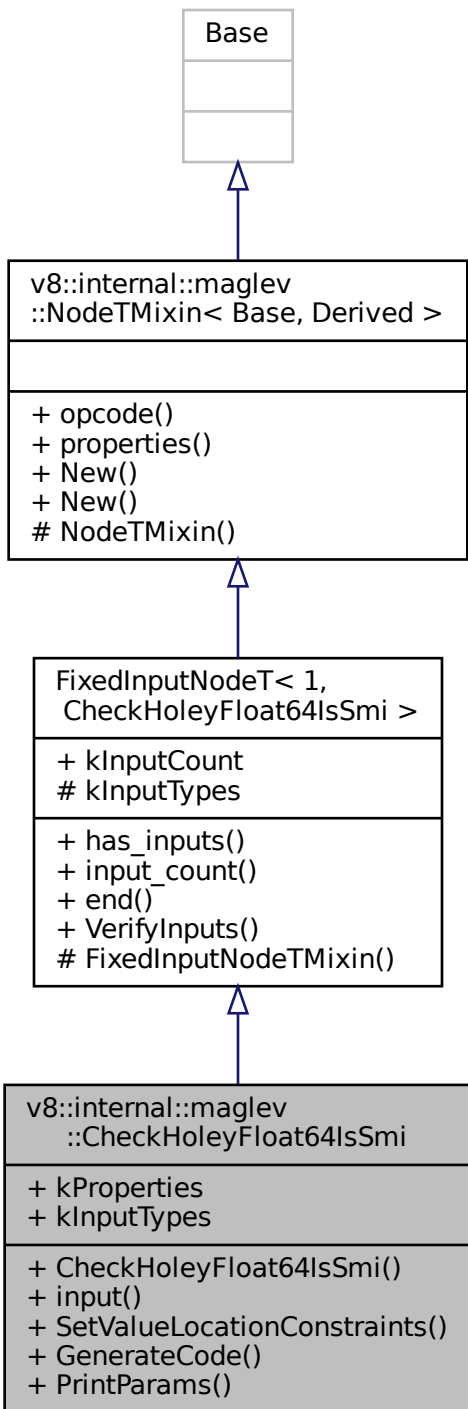 Base
v8::internal::maglev
::NodeTMixin< Base, Derived >
+ opcode()
+ properties()
+ New()
+ New()
# NodeTMixin()
FixedInputNodeT< 1,
CheckHoleyFloat64IsSmi >
+ kInputCount
# kInputTypes
+ has_inputs()
+ input_count()
+ end()
+ VerifyInputs()
# FixedInputNodeTMixin()
v8::internal::maglev
::CheckHoleyFloat64IsSmi
+ kProperties
+ kInputTypes
+ CheckHoleyFloat64IsSmi()
+ input()
+ SetValueLocationConstraints()
+ GenerateCode()
+ PrintParams()